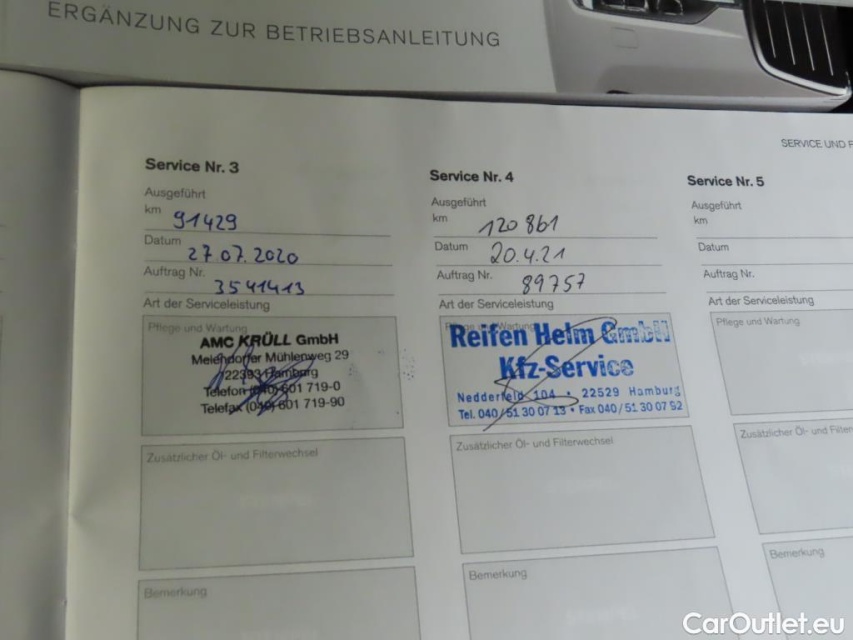 ERGÄNZUNG ZUR BETRIEBSANLEITUNG
SERVICE UND
Service Nr. 3
Ausgeführt
km 91429
Datum 27.07.2020
Auftrag Nr. 3541413
Art der Serviceleistung
Pflege und Wartung
AMC KRÜLL GmbH
Meiendorfer Mühlenweg 29
22393 Hamburg
Telefon (040) 601 719-0
Telefax (040) 601 719-90
Zusätzlicher Öl- und Filterwechsel
Bemerkung
Service Nr. 4
Ausgeführt
km 120861
Datum 20.4.21
Auftrag Nr. 89757
Art der Serviceleistung
Pflege und Wartung
Reifen Helm GmbH
Kfz-Service
Nedderfeld 104 22529 Hamburg
Tel. 040/51 30 07 13 • Fax 040/51 30 07 52
Zusätzlicher Öl- und Filterwechsel
Bemerkung
Service Nr. 5
Ausgeführt
km
Datum
Auftrag Nr.
Art der Serviceleistung
Pflege und Wartung
Zusätzlicher Öl- und Filter
Bemerkung
CarOutlet.eu